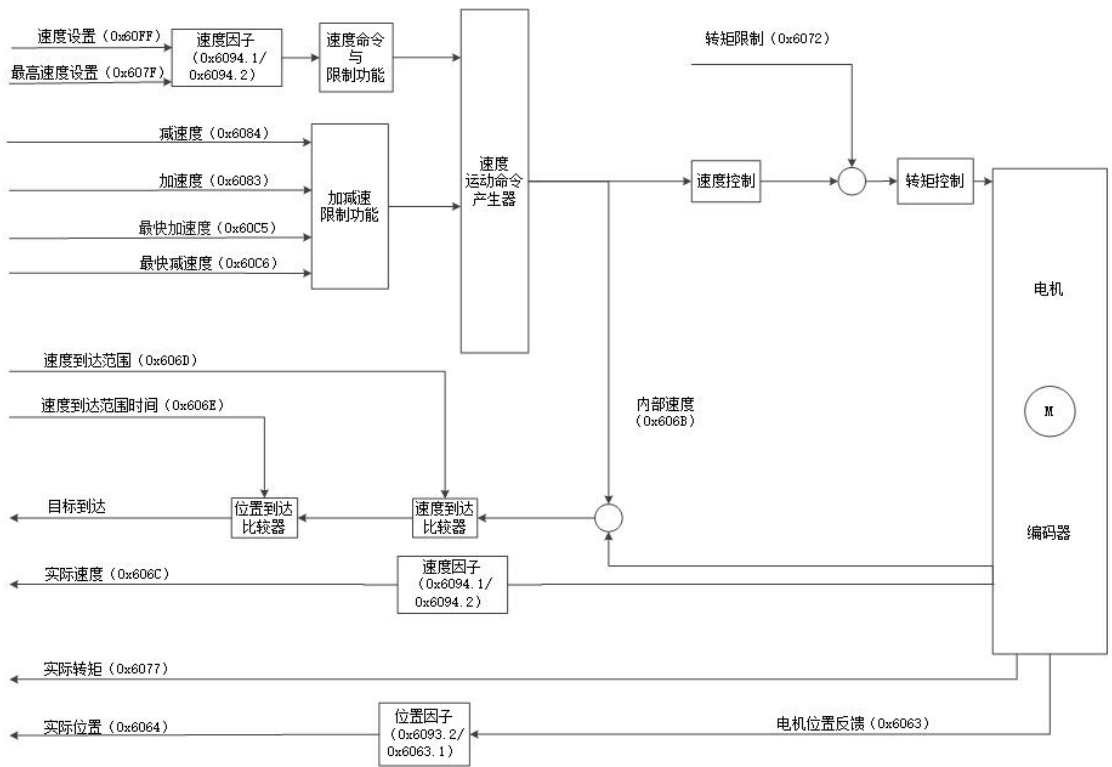 速度设置（0x60FF）
最高速度设置（0x607F）
速度因子
（0x6094.1/
0x6094.2）
速度命令
与
限制功能
转矩限制（0x6072）
减速度（0x6084）
加速度（0x6083）
最快加速度（0x60C5）
最快减速度（0x60C6）
加减速
限制功能
速度
运动命令
产生器
速度控制
转矩控制
电机
M
编码器
速度到达范围（0x606D）
速度到达范围时间（0x606E）
内部速度
（0x606B）
目标到达
位置到达
比较器
速度到达
比较器
实际速度（0x606C）
速度因子
（0x6094.1/
0x6094.2）
实际转矩（0x6077）
实际位置（0x6064）
位置因子
（0x6093.2/
0x6063.1）
电机位置反馈（0x6063）